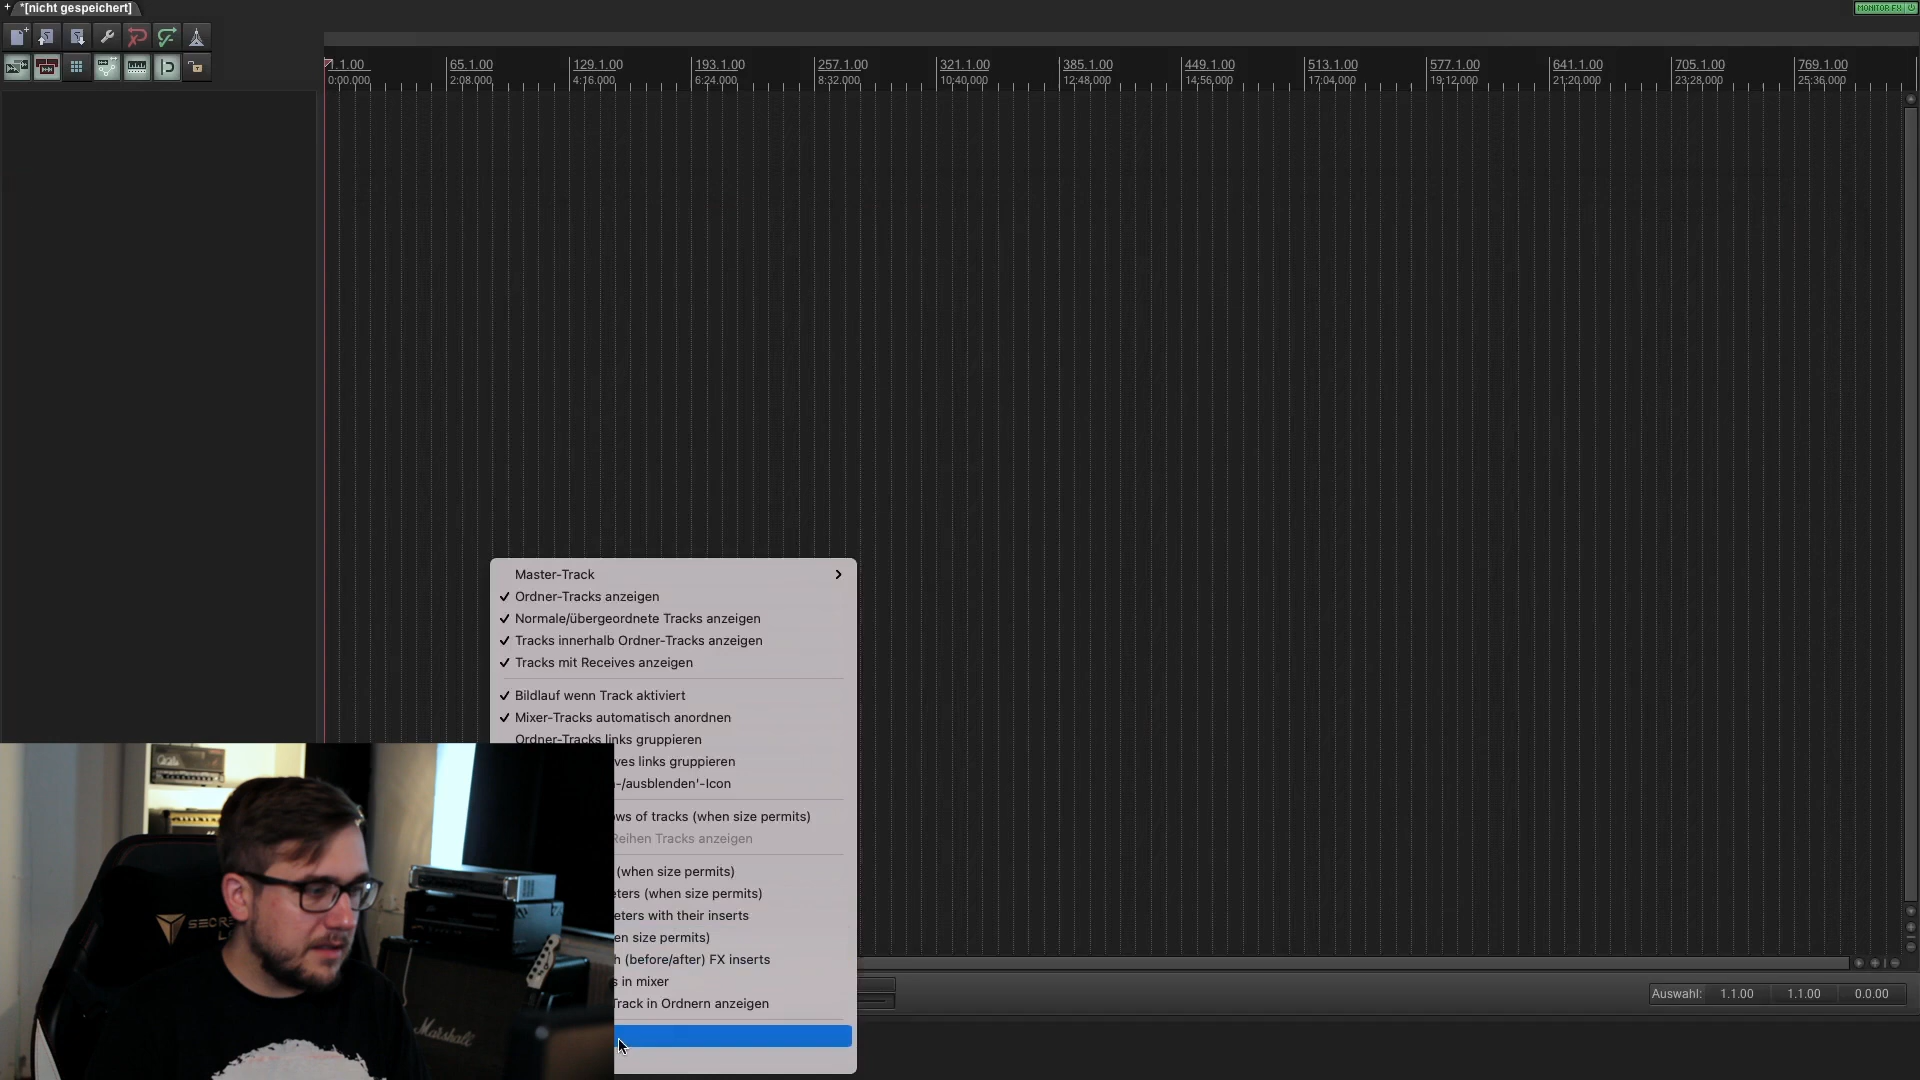 *[nicht gespeichert]
MONITOR FX
1.1.00 65.1.00 129.1.00 193.1.00 257.1.00 321.1.00 385.1.00 449.1.00 513.1.00 577.1.00 641.1.00 705.1.00 769.1.00
0:00.000 2:08.000 4:16.000 6:24.000 8:32.000 10:40.000 12:48.000 14:56.000 17:04.000 19:12.000 21:20.000 23:28.000 25:36.000
Master-Track
Ordner-Tracks anzeigen
Normale/übergeordnete Tracks anzeigen
Tracks innerhalb Ordner-Tracks anzeigen
Tracks mit Receives anzeigen
Bildlauf wenn Track aktiviert
Mixer-Tracks automatisch anordnen
Ordner-Tracks links gruppieren
links gruppieren
-/ausblenden'-Icon
of tracks (when size permits)
Reihen Tracks anzeigen
(when size permits)
(when size permits)
with their inserts
size permits)
(before/after) FX inserts
in mixer
Track in Ordnern anzeigen
Auswahl: 1.1.00 1.1.00 0.0.00
Marshall